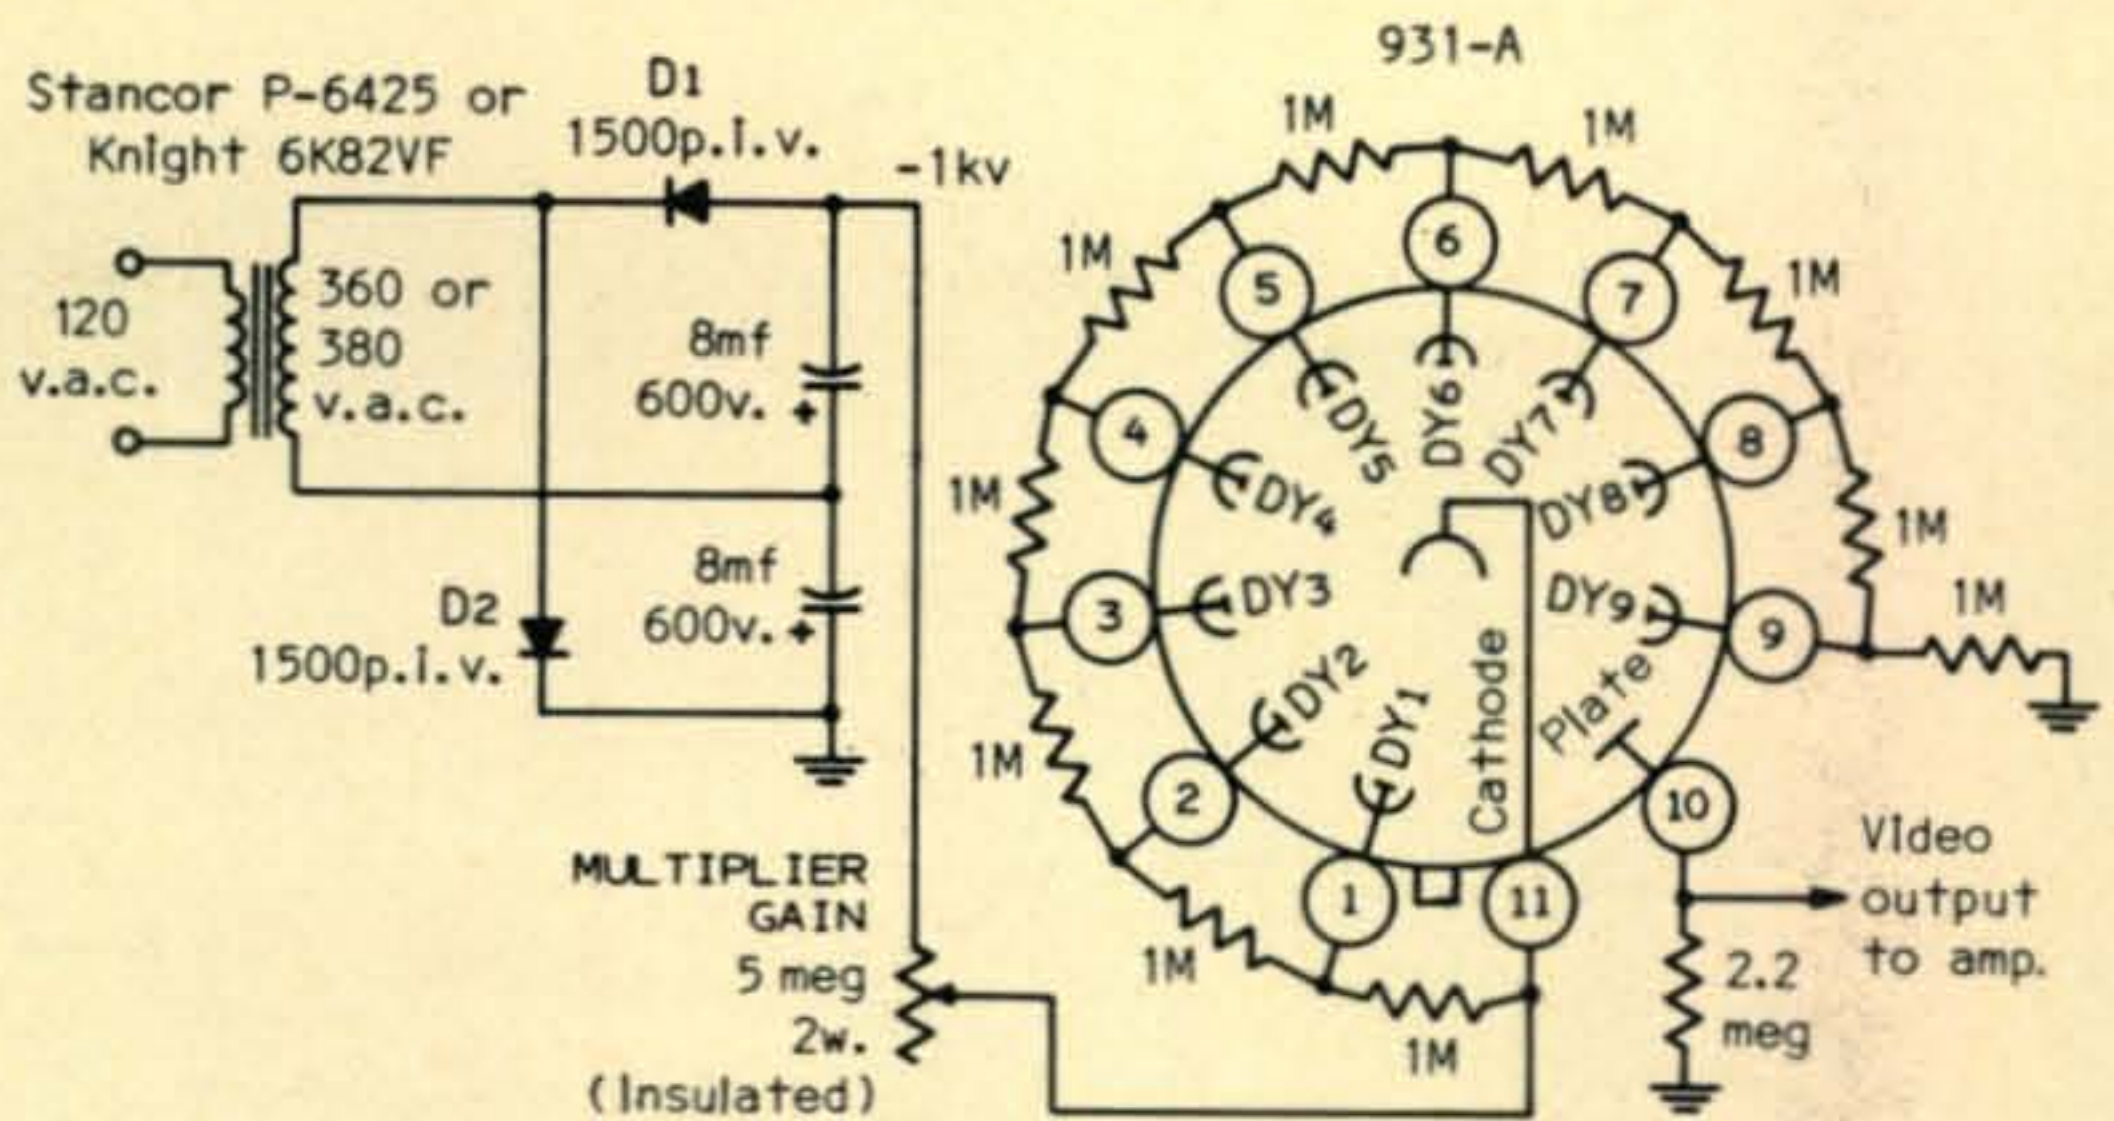 931-A
Stancor P-6425 or
Knight 6K82VF
D1
1500p.i.v.
-1kv
120
v.a.c.
360 or
380
v.a.c.
8mf
600v.
+
8mf
600v.
+
D2
1500p.i.v.
MULTIPLIER
GAIN
5 meg
2w.
(Insulated)
1M
1M
1M
1M
1M
1M
1M
1M
1M
1M
5
6
7
4
8
3
9
2
10
1
11
DY5
DY6
DY7
DY4
DY8
DY3
DY9
DY2
DY1
Cathode
Plate
Video
output
to amp.
2.2
meg